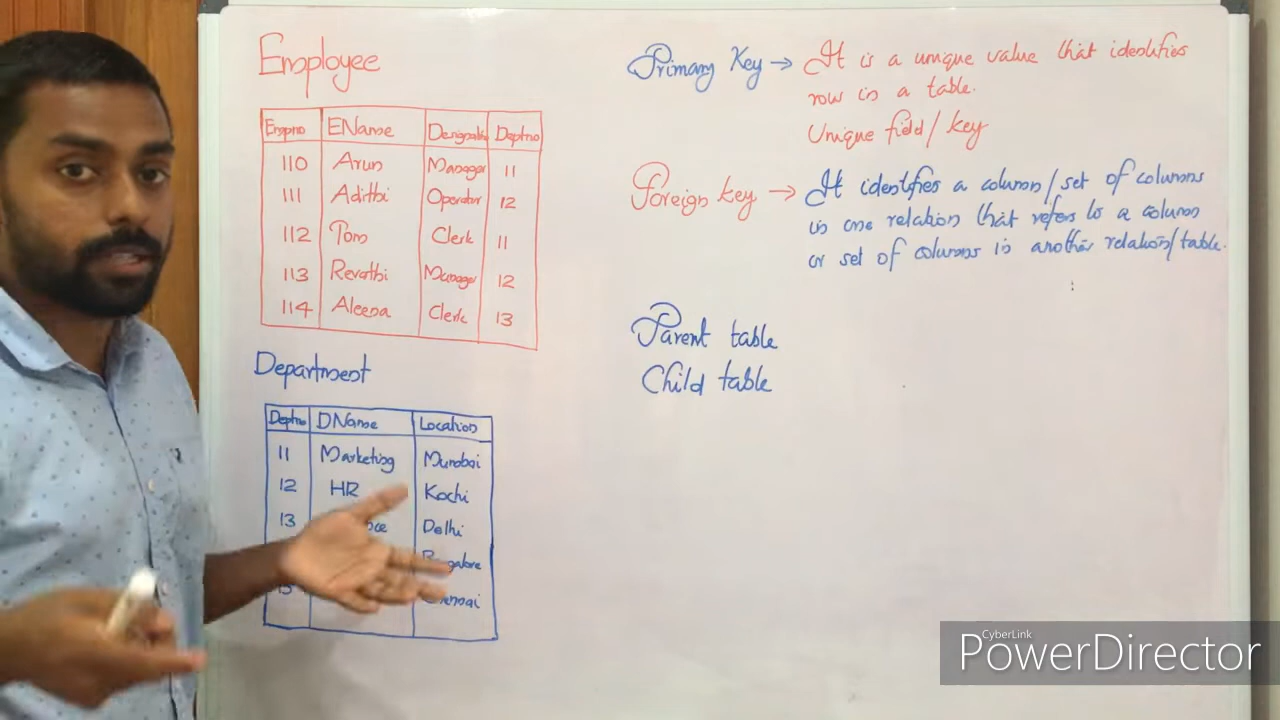 Employee
Empno EName Designatio Deptno
110 Arun Manager 11
111 Adithi Operator 12
112 Tom Clerk 11
113 Revathi Manager 12
114 Aleena Clerk 13
Department
Deptno DName Location
11 Marketing Mumbai
12 HR Kochi
13 Delhi
Chennai
Primary Key → It is a unique value that identifies
row in a table.
Unique field/key
Foreign key → It identifies a column/set of columns
in one relation that refers to a column
or set of columns in another relation/table.
Parent table
Child table
CyberLink
PowerDirector